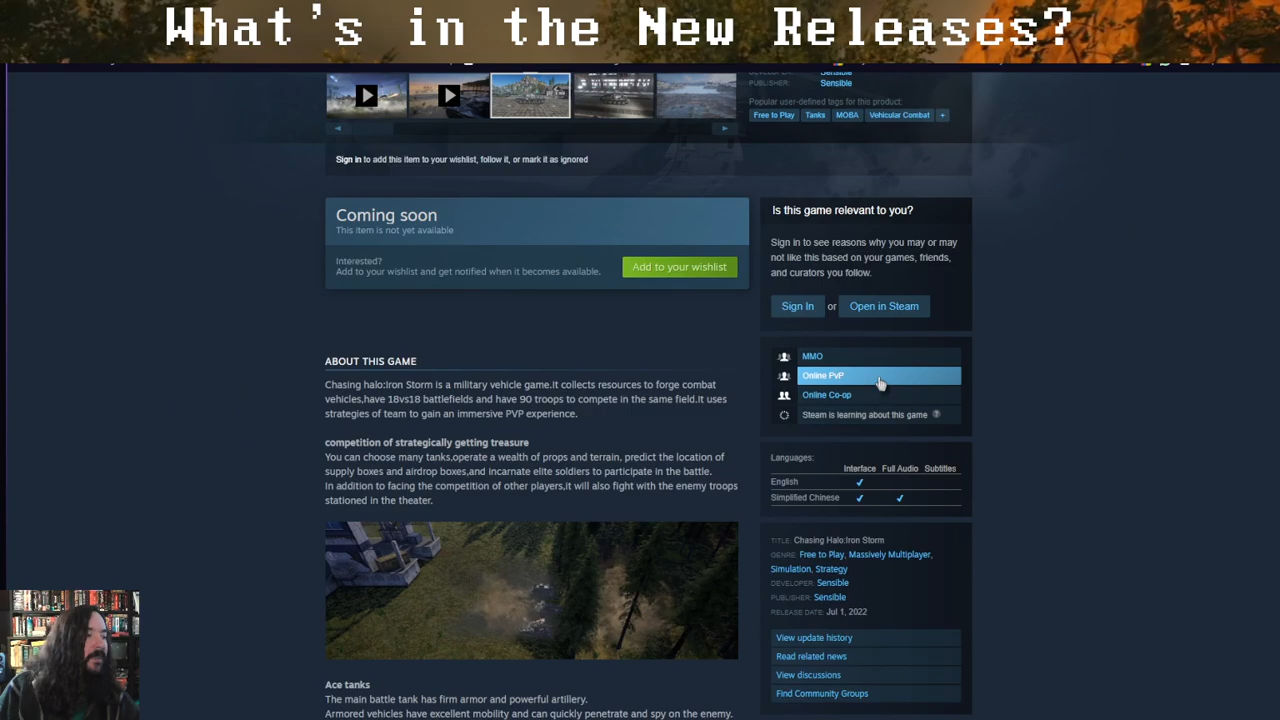 What's in the New Releases?
Sensible
PUBLISHER: Sensible
Popular user-defined tags for this product:
Free to Play Tanks MOBA Vehicular Combat +
Sign in to add this item to your wishlist, follow it, or mark it as ignored
Coming soon
This item is not yet available
Interested?
Add to your wishlist and get notified when it becomes available.
Add to your wishlist
Is this game relevant to you?
Sign in to see reasons why you may or may
not like this based on your games, friends,
and curators you follow.
Sign In or Open in Steam
MMO
Online PvP
Online Co-op
Steam is learning about this game ?
ABOUT THIS GAME
Chasing halo:Iron Storm is a military vehicle game.It collects resources to forge combat
vehicles,have 18vs18 battlefields and have 90 troops to compete in the same field.It uses
strategies of team to gain an immersive PVP experience.
competition of strategically getting treasure
You can choose many tanks,operate a wealth of props and terrain, predict the location of
supply boxes and airdrop boxes,and incarnate elite soldiers to participate in the battle.
In addition to facing the competition of other players,it will also fight with the enemy troops
stationed in the theater.
Languages:
Interface Full Audio Subtitles
English ✔
Simplified Chinese ✔ ✔
TITLE: Chasing Halo:Iron Storm
GENRE: Free to Play, Massively Multiplayer,
Simulation, Strategy
DEVELOPER: Sensible
PUBLISHER: Sensible
RELEASE DATE: Jul 1, 2022
View update history
Read related news
View discussions
Find Community Groups
Ace tanks
The main battle tank has firm armor and powerful artillery.
Armored vehicles have excellent mobility and can quickly penetrate and spy on the enemy.